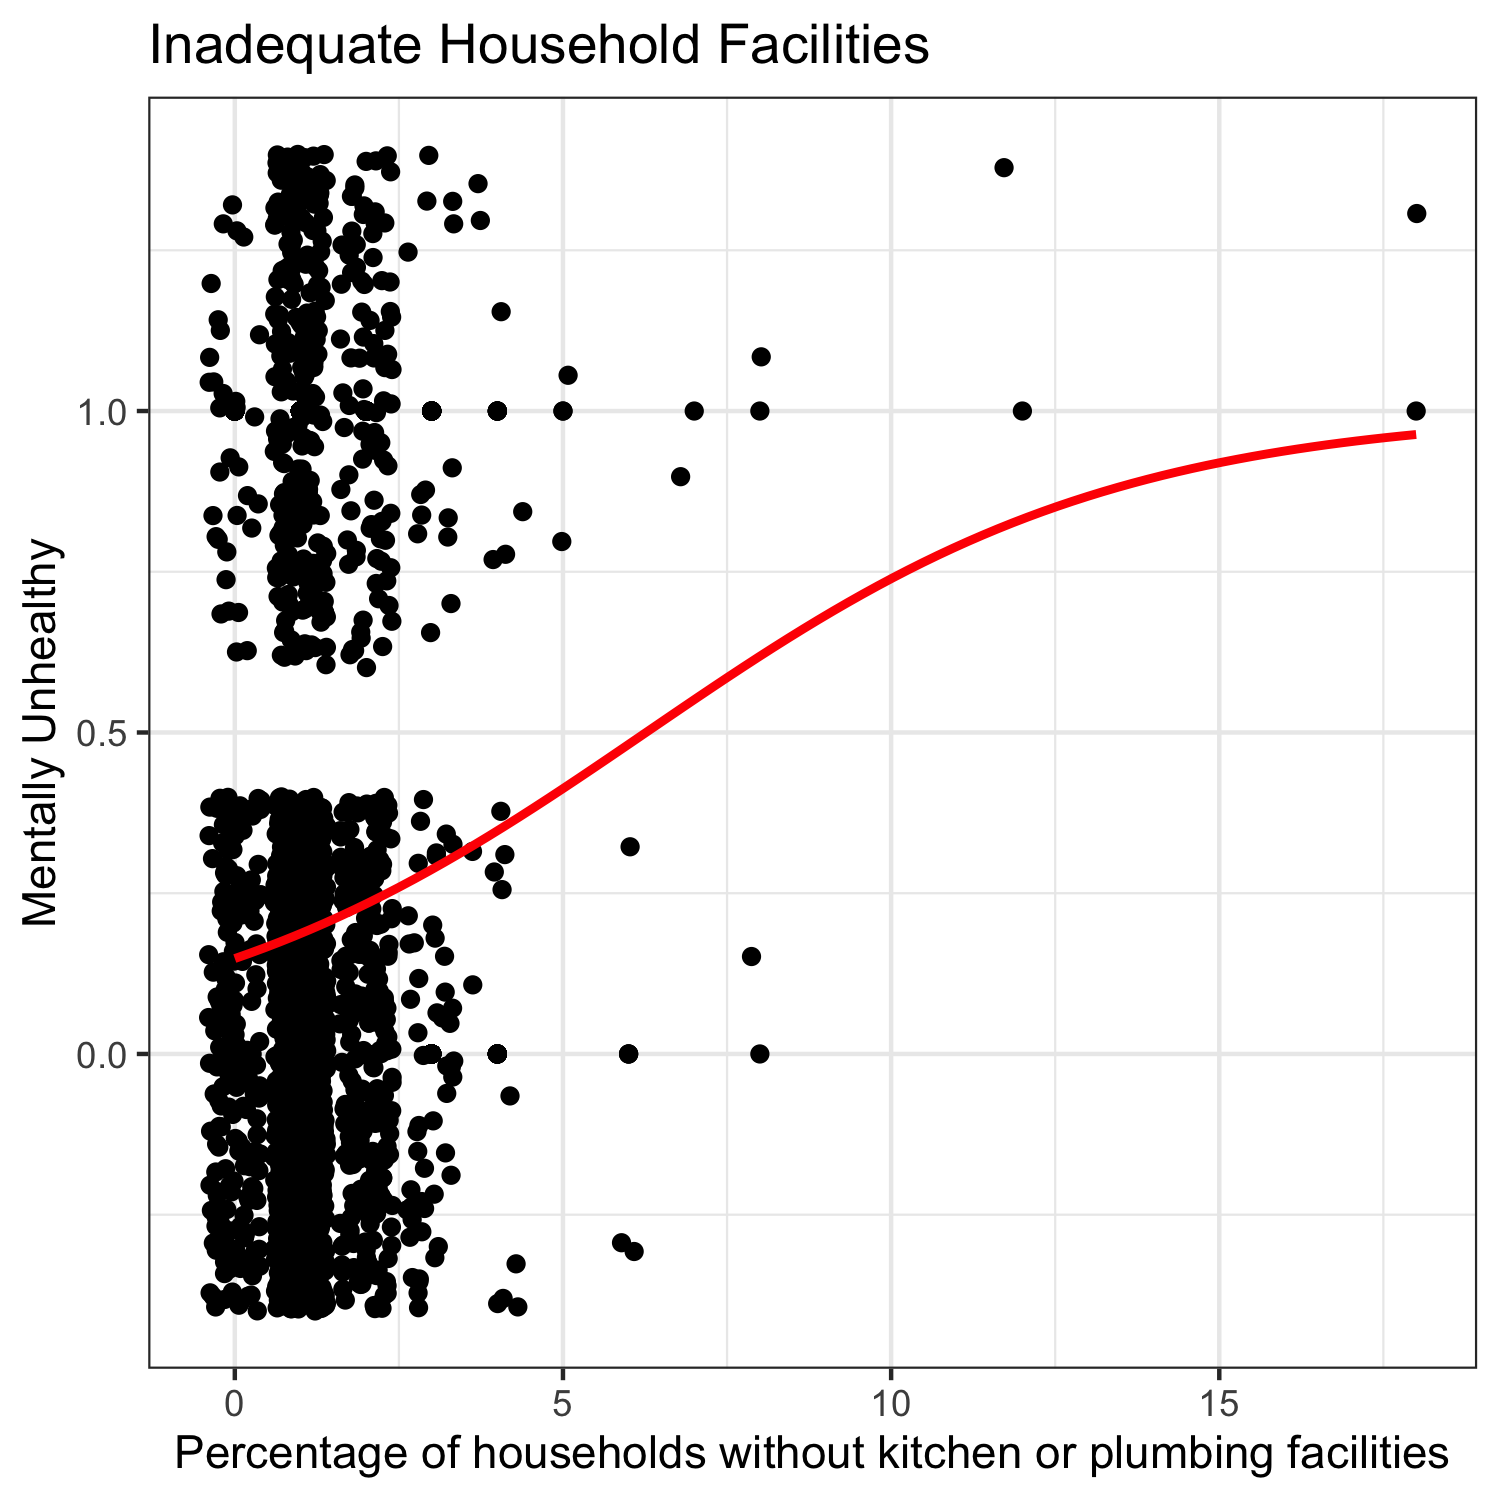 Inadequate Household Facilities
Mentally Unhealthy
1.0
0.5
0.0
0
5
10
15
Percentage of households without kitchen or plumbing facilities